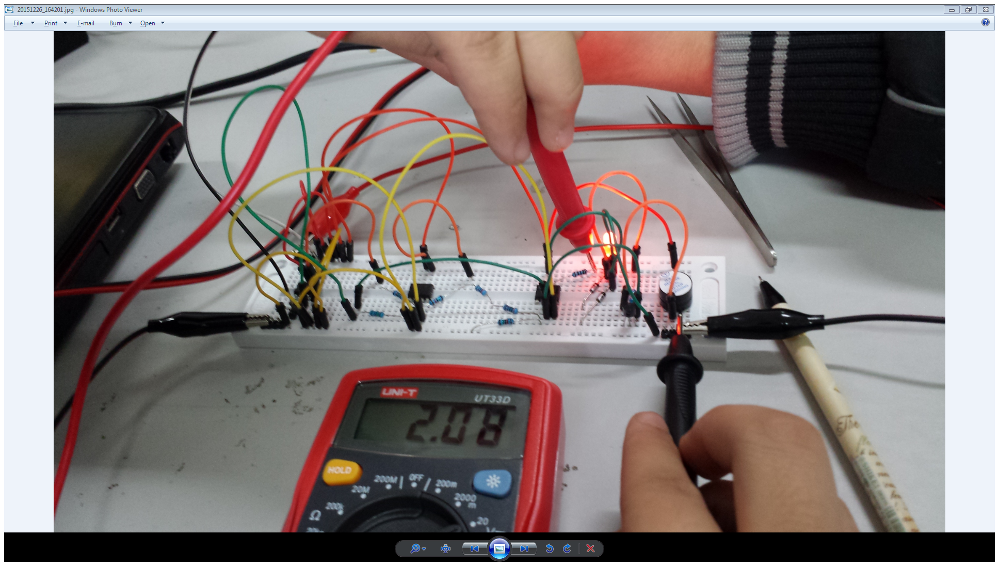 20151226_164201.jpg - Windows Photo Viewer
File Print E-mail Burn Open
UNI-T
UT33D
2.08
HOLD
200M OFF 200m
20M 2000
m
200k 20
Ω
The